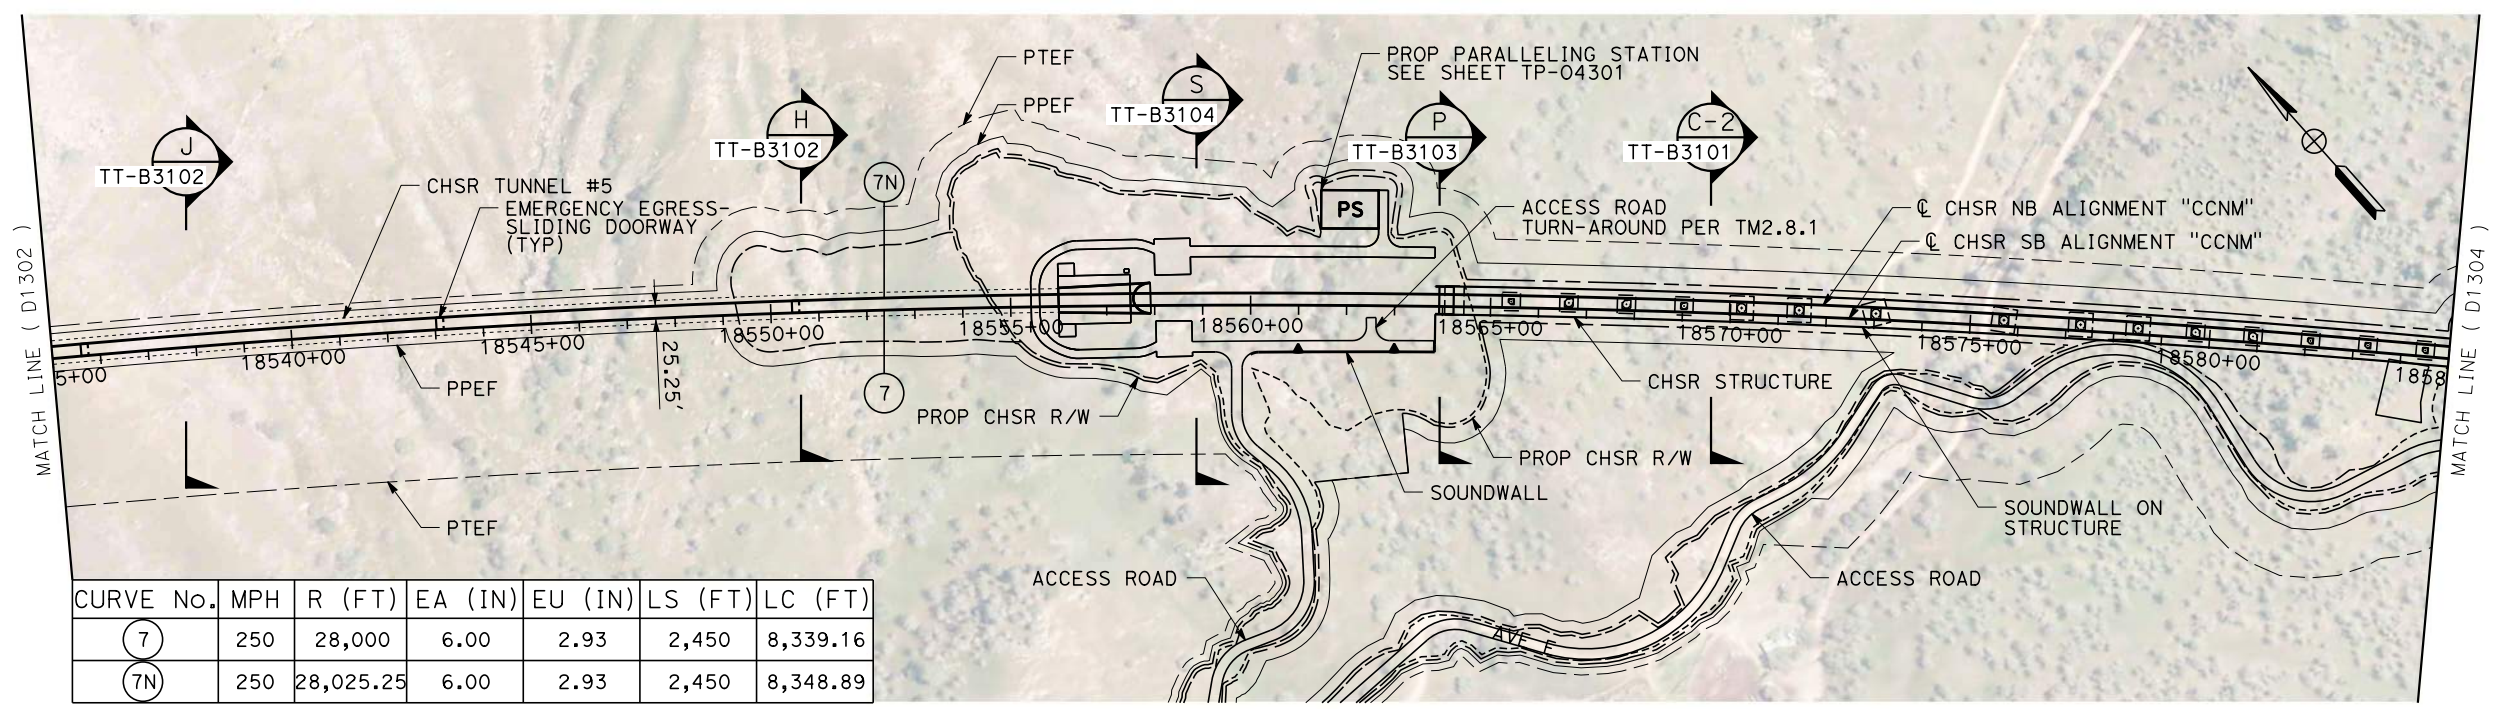 PTEF
PPEF
S
TT-B3104
PROP PARALLELING STATION
SEE SHEET TP-04301
J
TT-B3102
H
TT-B3102
P
TT-B3103
C-2
TT-B3101
7N
CHSR TUNNEL #5
EMERGENCY EGRESS-
SLIDING DOORWAY
(TYP)
PS
ACCESS ROAD
TURN-AROUND PER TM2.8.1
℄ CHSR NB ALIGNMENT "CCNM"
℄ CHSR SB ALIGNMENT "CCNM"
MATCH LINE ( D1302 )
MATCH LINE ( D1304 )
5+00
18540+00
18545+00
18550+00
18555+00
18560+00
18565+00
18570+00
18575+00
18580+00
1858
25.25'
PPEF
7
PROP CHSR R/W
CHSR STRUCTURE
PROP CHSR R/W
SOUNDWALL
PTEF
SOUNDWALL ON
STRUCTURE
ACCESS ROAD
ACCESS ROAD
AVE E
CURVE No. MPH R (FT) EA (IN) EU (IN) LS (FT) LC (FT)
7 250 28,000 6.00 2.93 2,450 8,339.16
7N 250 28,025.25 6.00 2.93 2,450 8,348.89